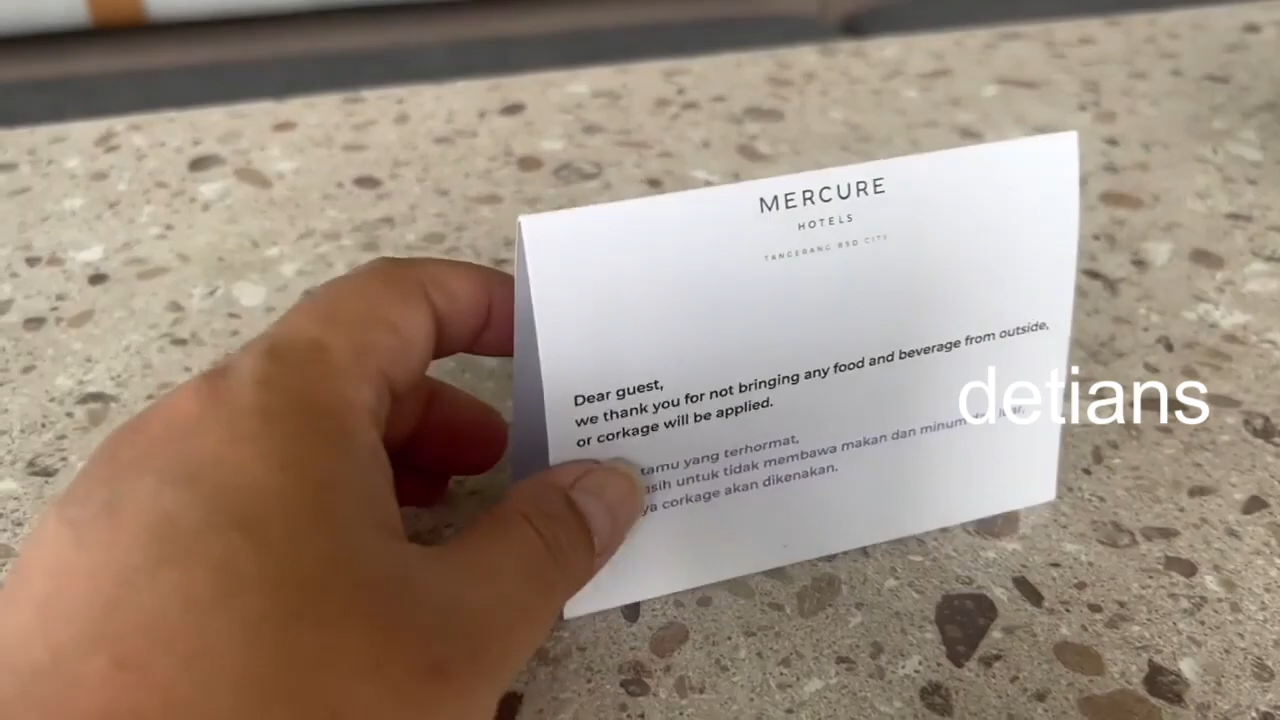 MERCURE
HOTELS
TANGERANG BSD CITY
Dear guest,
we thank you for not bringing any food and beverage from outside,
or corkage will be applied.
tamu yang terhormat,
asih untuk tidak membawa makan dan minum
ya corkage akan dikenakan.
detians